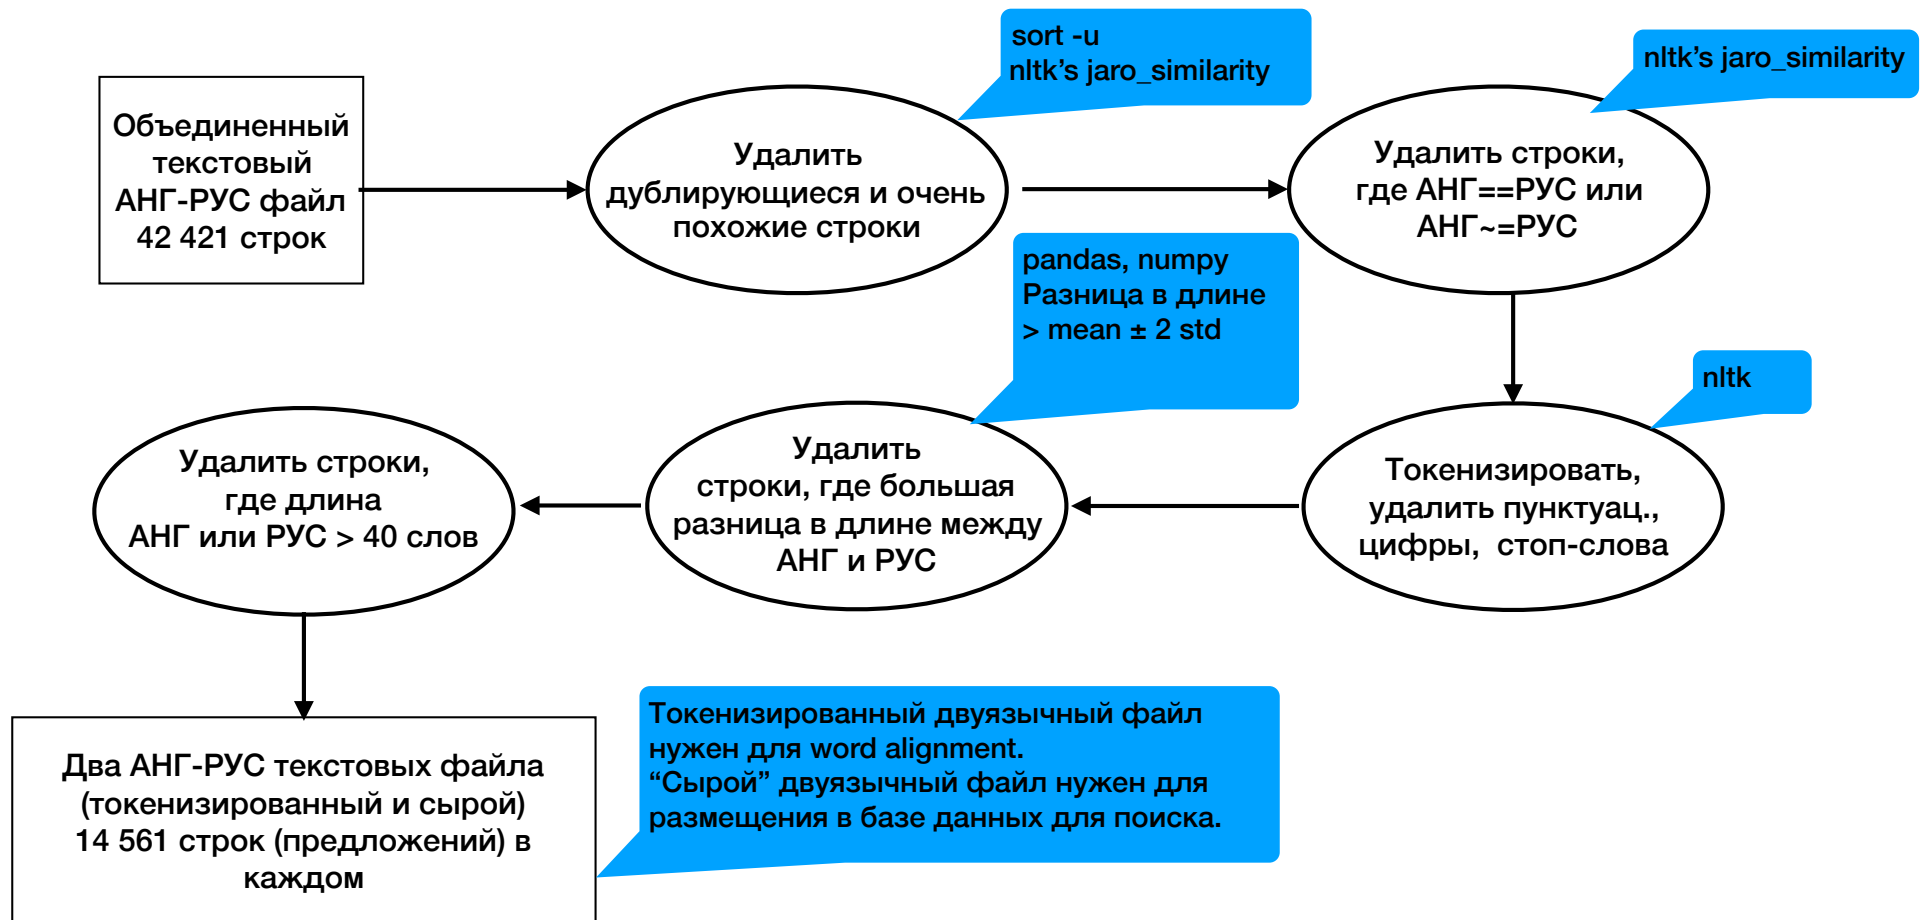 Объединенный
текстовый
АНГ-РУС файл
42 421 строк
sort -u
nltk’s jaro_similarity
Удалить
дублирующиеся и очень
похожие строки
nltk’s jaro_similarity
Удалить строки,
где АНГ==РУС или
АНГ~=РУС
nltk
Токенизировать,
удалить пунктуац.,
цифры, стоп-слова
pandas, numpy
Разница в длине
> mean ± 2 std
Удалить
строки, где большая
разница в длине между
АНГ и РУС
Удалить строки,
где длина
АНГ или РУС > 40 слов
Два АНГ-РУС текстовых файла
(токенизированный и сырой)
14 561 строк (предложений) в
каждом
Токенизированный двуязычный файл
нужен для word alignment.
“Сырой” двуязычный файл нужен для
размещения в базе данных для поиска.